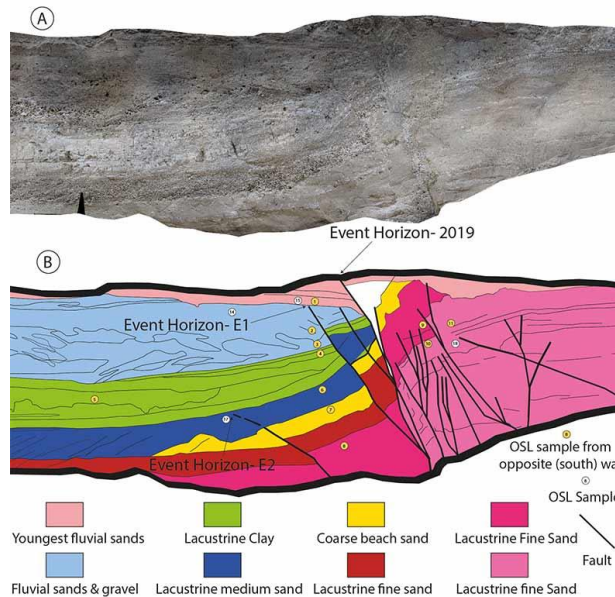 A
Event Horizon- 2019
B
Event Horizon- E1
Event Horizon- E2
OSL sample from
opposite (south) wa
OSL Sample
Fault
Youngest fluvial sands
Lacustrine Clay
Coarse beach sand
Lacustrine Fine Sand
Fluvial sands & gravel
Lacustrine medium sand
Lacustrine fine sand
Lacustrine fine Sand